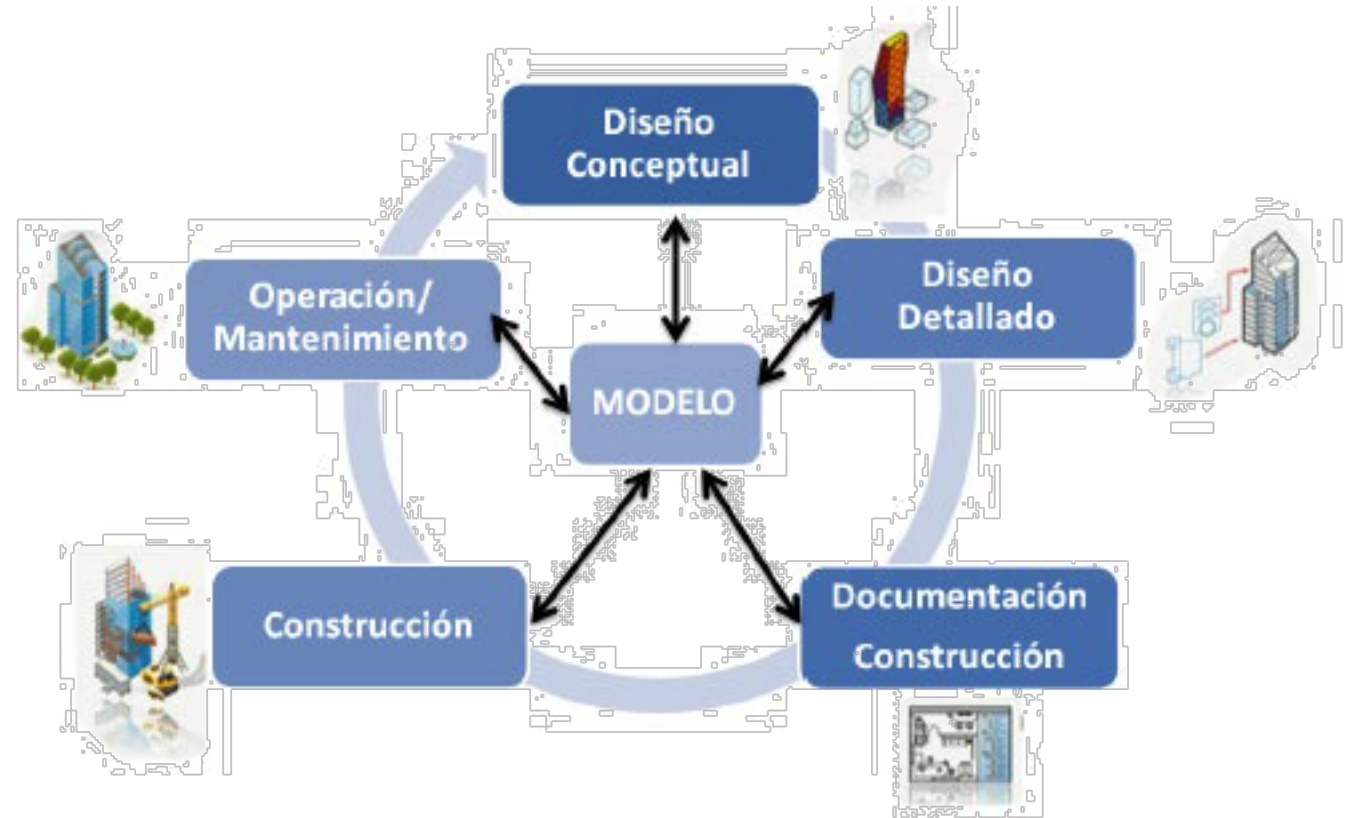 Diseño
Conceptual
Diseño
Detallado
Operación/
Mantenimiento
MODELO
Construcción
Documentación
Construcción